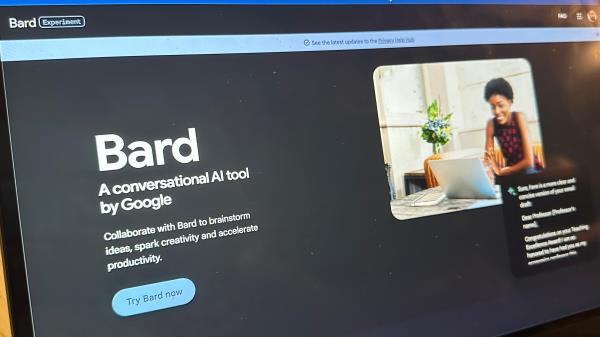 Bard Experiment
FAQ
See the latest updates to the Privacy Help Hub
Bard
A conversational AI tool
by Google
Collaborate with Bard to brainstorm
ideas, spark creativity and accelerate
productivity.
Try Bard now
Sure, here is a more clear and
concise version of your email
draft:
Dear Professor [Professor's
name],
Congratulations on your Teaching
Excellence Award! I am so
honored to have had you as my